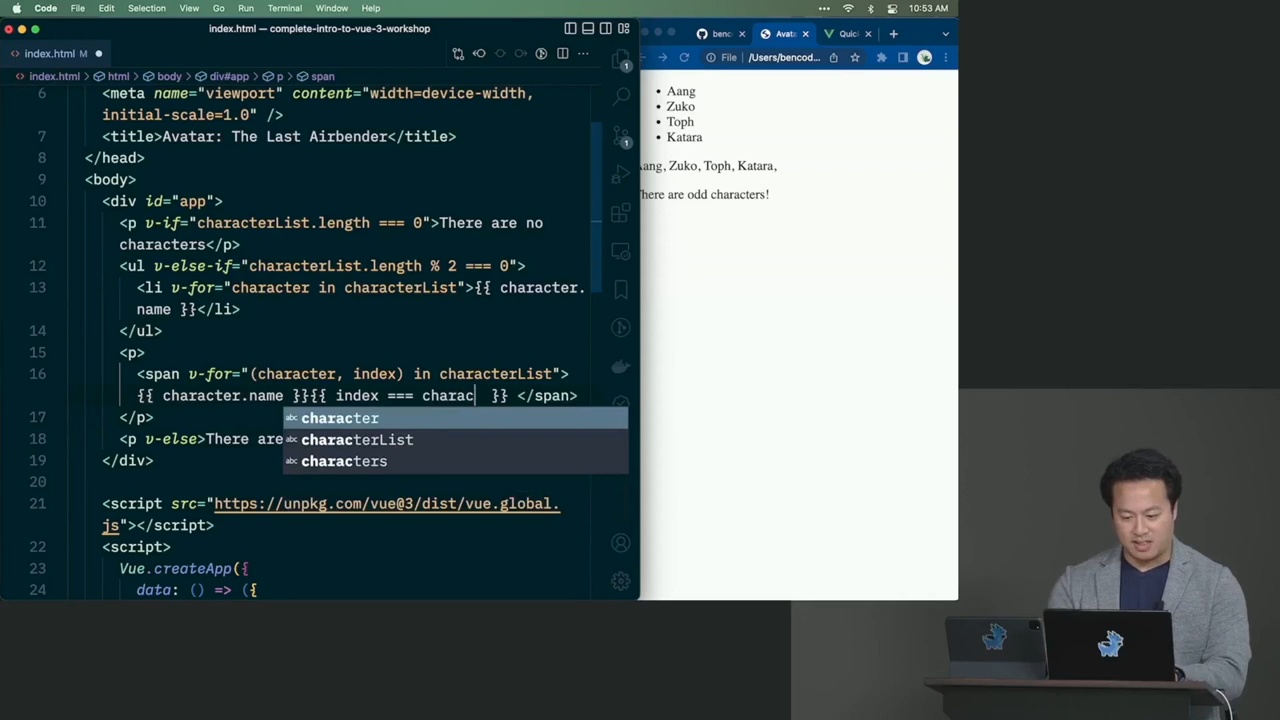 Code File Edit Selection View Go Run Terminal Window Help
10:53 AM
index.html — complete-intro-to-vue-3-workshop
index.html
index.html > html > body > div#app > p > span
6 <meta name="viewport" content="width=device-width,
initial-scale=1.0" />
7 <title>Avatar: The Last Airbender</title>
8 </head>
9 <body>
10 <div id="app">
11 <p v-if="characterList.length === 0">There are no
characters</p>
12 <ul v-else-if="characterList.length % 2 === 0">
13 <li v-for="character in characterList">{{ character.
name }}</li>
14 </ul>
15 <p>
16 <span v-for="(character, index) in characterList">
{{ character.name }}{{ index === charac }} </span>
character
characterList
characters
17 </p>
18 <p v-else>There are
19 </div>
20
21 <script src="https://unpkg.com/vue@3/dist/vue.global.
js"></script>
22 <script>
23 Vue.createApp({
24 data: () => ({
1
1
benc
Avata
Quick
File /Users/bencod...
• Aang
• Zuko
• Toph
• Katara
Zuko, Toph, Katara,
are odd characters!